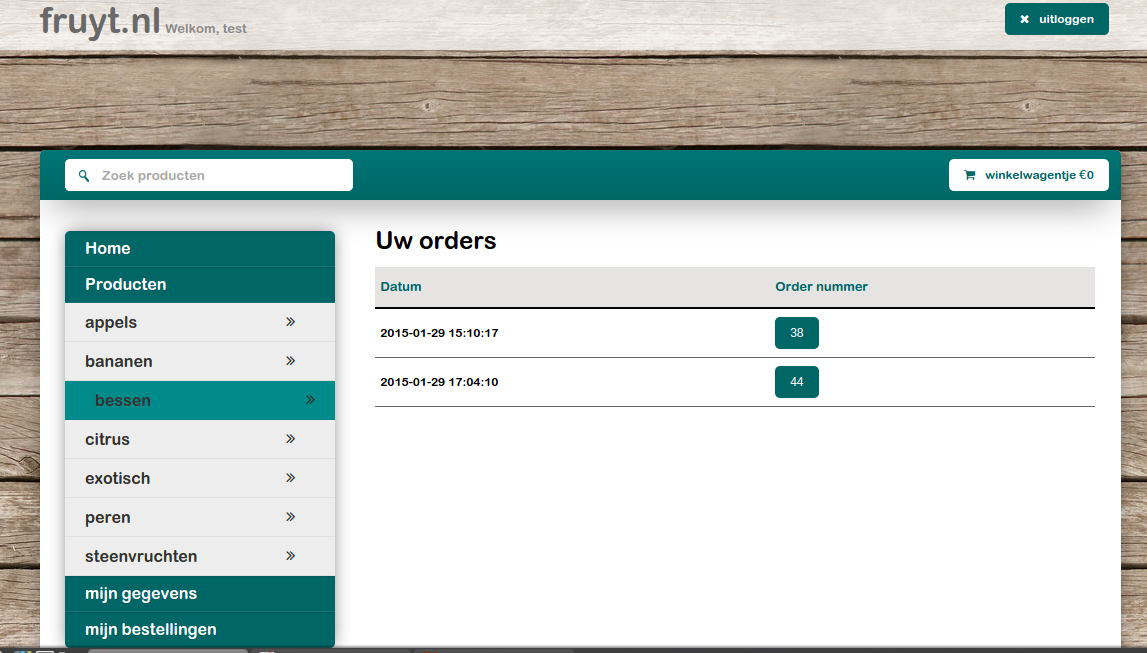 fruyt.nl Welkom, test
uitloggen
Zoek producten
winkelwagentje €0
Home
Producten
appels
bananen
bessen
citrus
exotisch
peren
steenvruchten
mijn gegevens
mijn bestellingen
Uw orders
Datum Order nummer
2015-01-29 15:10:17 38
2015-01-29 17:04:10 44